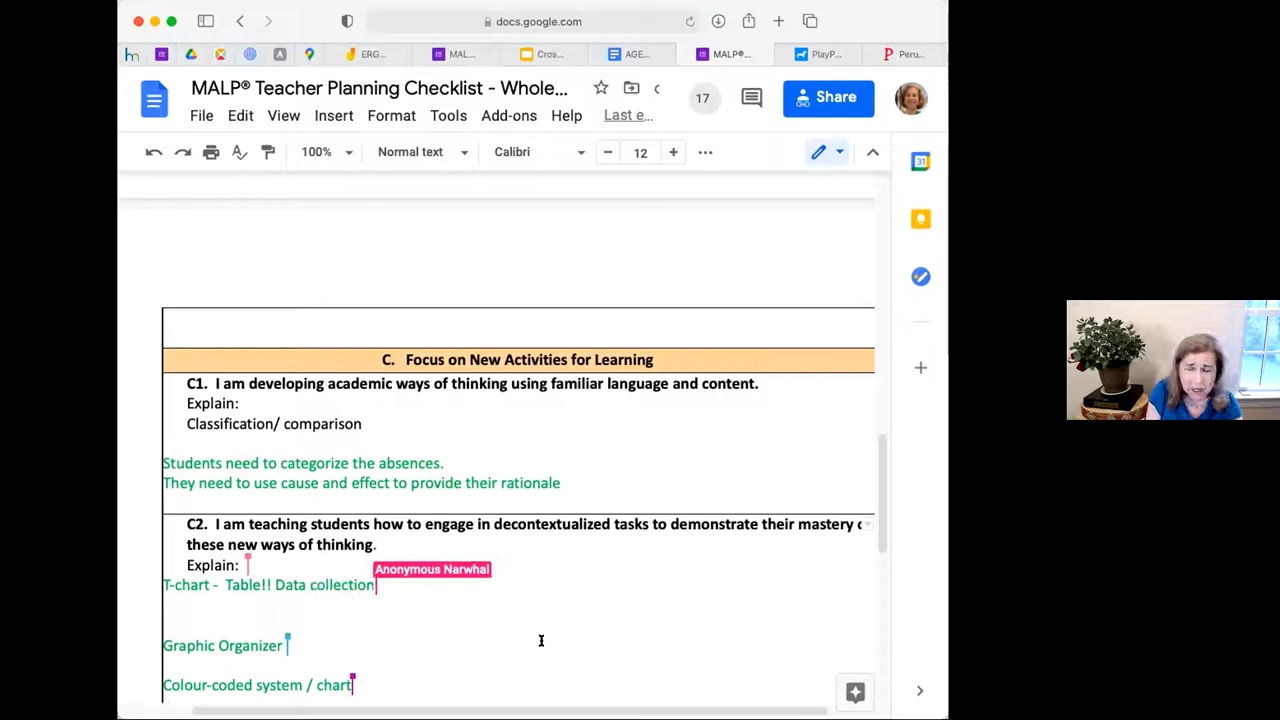 docs.google.com
ERG...
MAL...
Cros...
AGE...
MALP®...
PlayP...
Peru...
MALP® Teacher Planning Checklist - Whole...
17
Share
File Edit View Insert Format Tools Add-ons Help Last e...
100% Normal text Calibri 12
31
C. Focus on New Activities for Learning
C1. I am developing academic ways of thinking using familiar language and content.
Explain:
Classification/ comparison
Students need to categorize the absences.
They need to use cause and effect to provide their rationale
C2. I am teaching students how to engage in decontextualized tasks to demonstrate their mastery
these new ways of thinking.
Explain:
Anonymous Narwhal
T-chart - Table!! Data collection
Graphic Organizer
Colour-coded system / chart